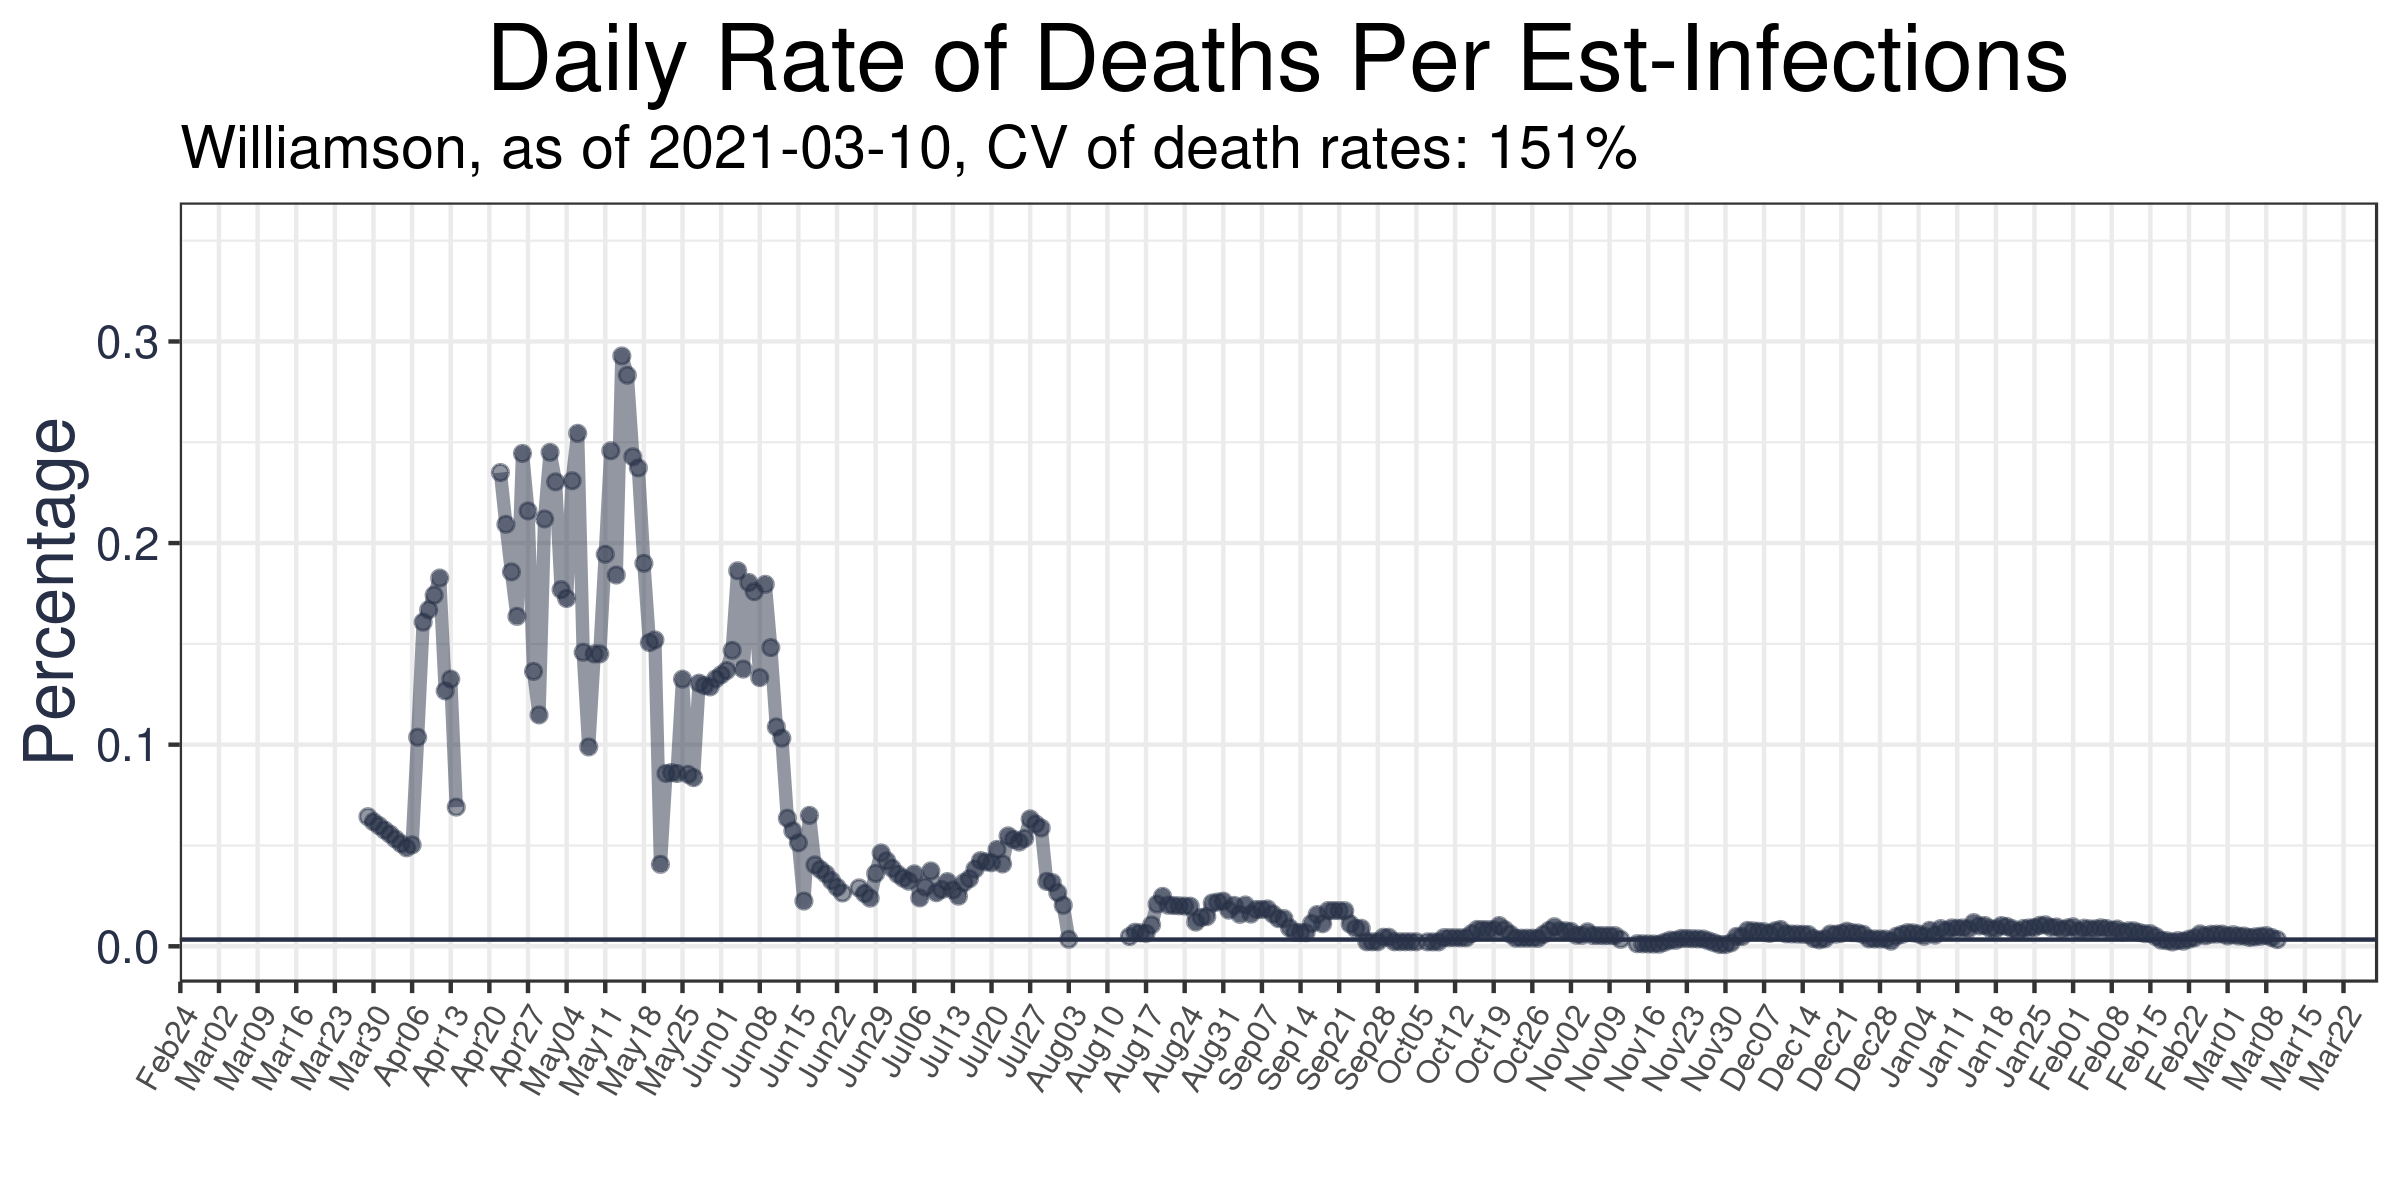 Daily Rate of Deaths Per Est-Infections
Williamson, as of 2021-03-10, CV of death rates: 151%
Percentage
0.3
0.2
0.1
0.0
Feb24
Mar02
Mar09
Mar16
Mar23
Mar30
Apr06
Apr13
Apr20
Apr27
May04
May11
May18
May25
Jun01
Jun08
Jun15
Jun22
Jun29
Jul06
Jul13
Jul20
Jul27
Aug03
Aug10
Aug17
Aug24
Aug31
Sep07
Sep14
Sep21
Sep28
Oct05
Oct12
Oct19
Oct26
Nov02
Nov09
Nov16
Nov23
Nov30
Dec07
Dec14
Dec21
Dec28
Jan04
Jan11
Jan18
Jan25
Feb01
Feb08
Feb15
Feb22
Mar01
Mar08
Mar15
Mar22